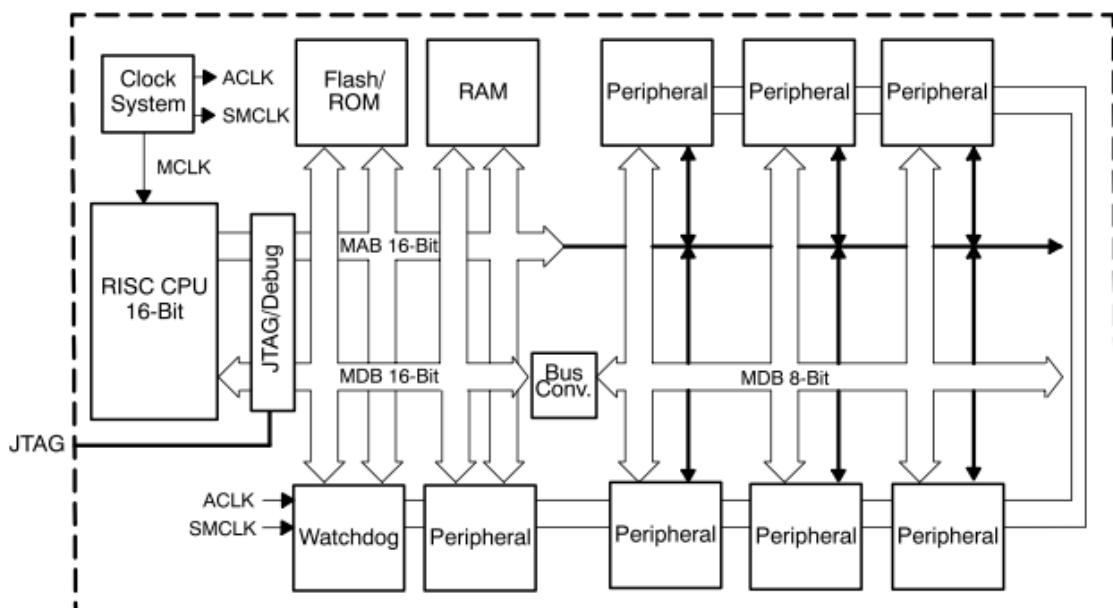 Clock
System
ACLK
SMCLK
MCLK
Flash/
ROM
RAM
Peripheral
Peripheral
Peripheral
RISC CPU
16-Bit
JTAG/Debug
MAB 16-Bit
MDB 16-Bit
Bus
Conv.
MDB 8-Bit
JTAG
ACLK
SMCLK
Watchdog
Peripheral
Peripheral
Peripheral
Peripheral